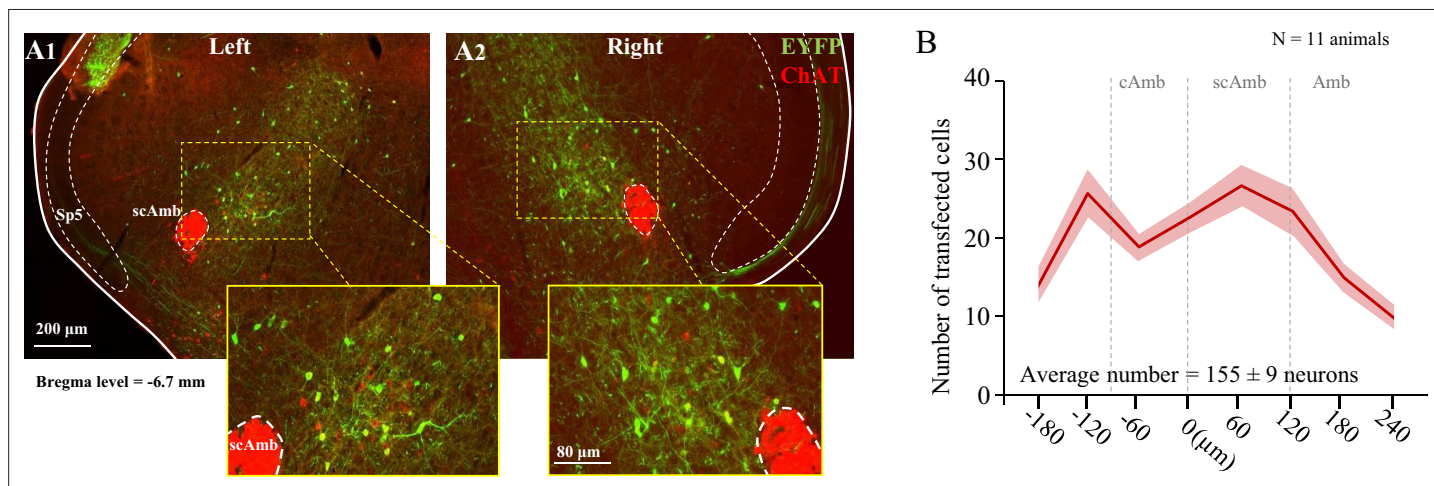 A1
Left
A2
Right
EYFP
ChAT
Sp5
scAmb
200 µm
Bregma level = -6.7 mm
scAmb
80 µm
B
N = 11 animals
cAmb
scAmb
Amb
Number of transfected cells
40
30
20
10
0
Average number = 155 ± 9 neurons
-180
-120
-60
0 (µm)
60
120
180
240